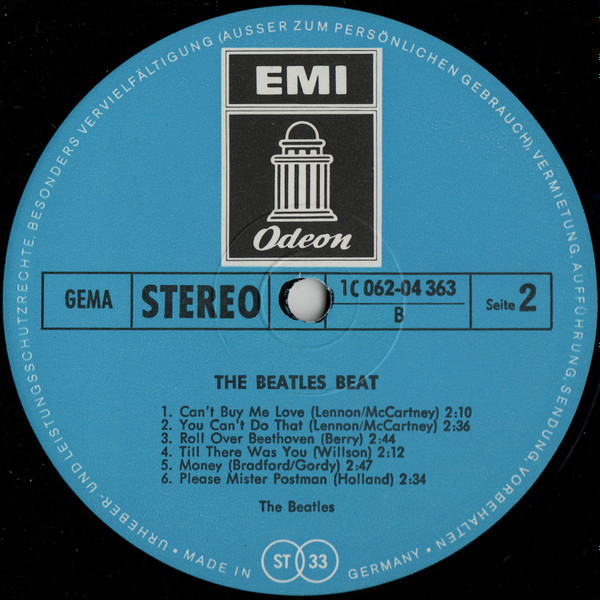 EMI
Odeon
GEMA
STEREO
1C 062-04 363
B
Seite 2
THE BEATLES BEAT
1. Can't Buy Me Love (Lennon/McCartney) 2:10
2. You Can't Do That (Lennon/McCartney) 2:36
3. Roll Over Beethoven (Berry) 2:44
4. Till There Was You (Willson) 2:12
5. Money (Bradford/Gordy) 2:47
6. Please Mister Postman (Holland) 2:34
The Beatles
URHEBER- UND LEISTUNGSSCHUTZRECHTE, BESONDERS VERVIELFÄLTIGUNG (AUSSER ZUM PERSÖNLICHEN GEBRAUCH), VERMIETUNG, AUFFÜHRUNG, SENDUNG, VORBEHALTEN
• MADE IN ST 33 GERMANY •